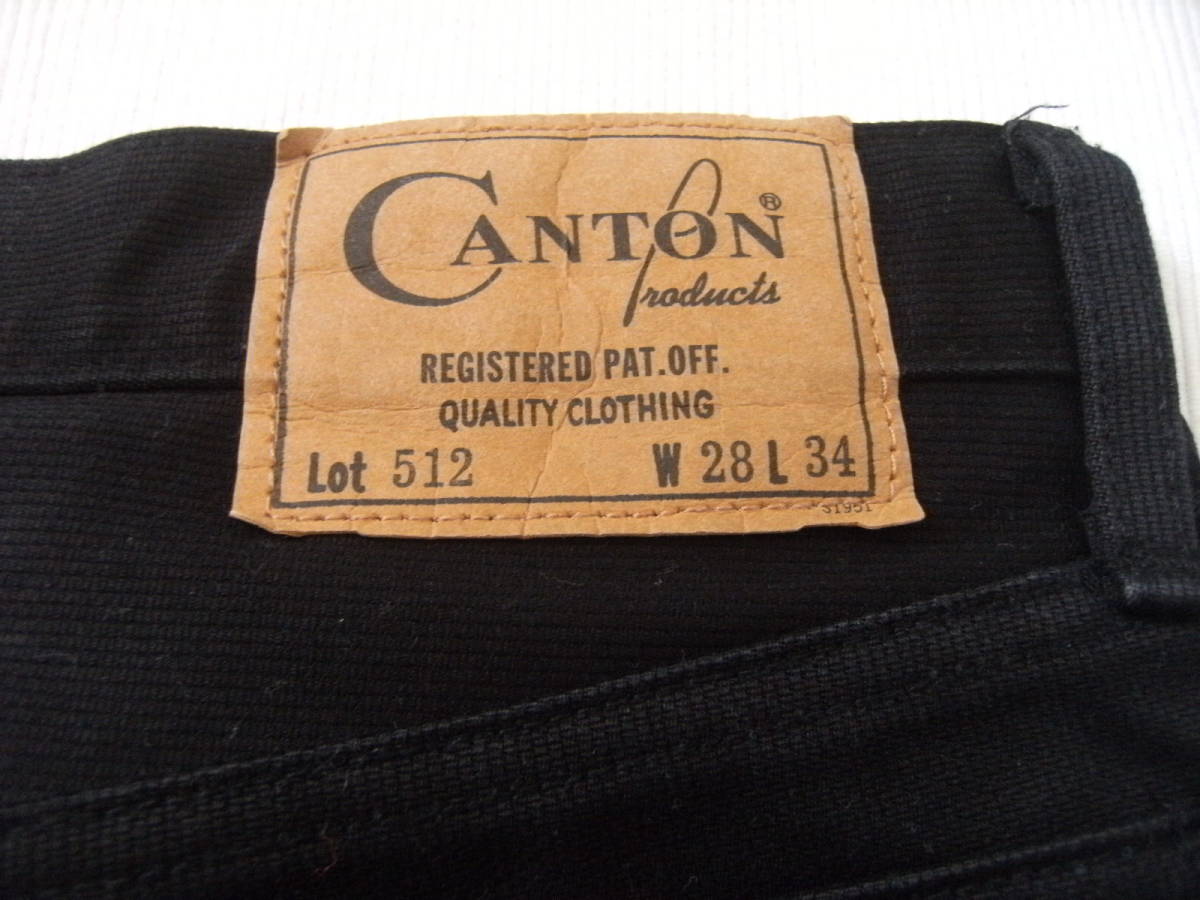 CANTON®
Products
REGISTERED PAT.OFF.
QUALITY CLOTHING
Lot 512 W 28 L 34